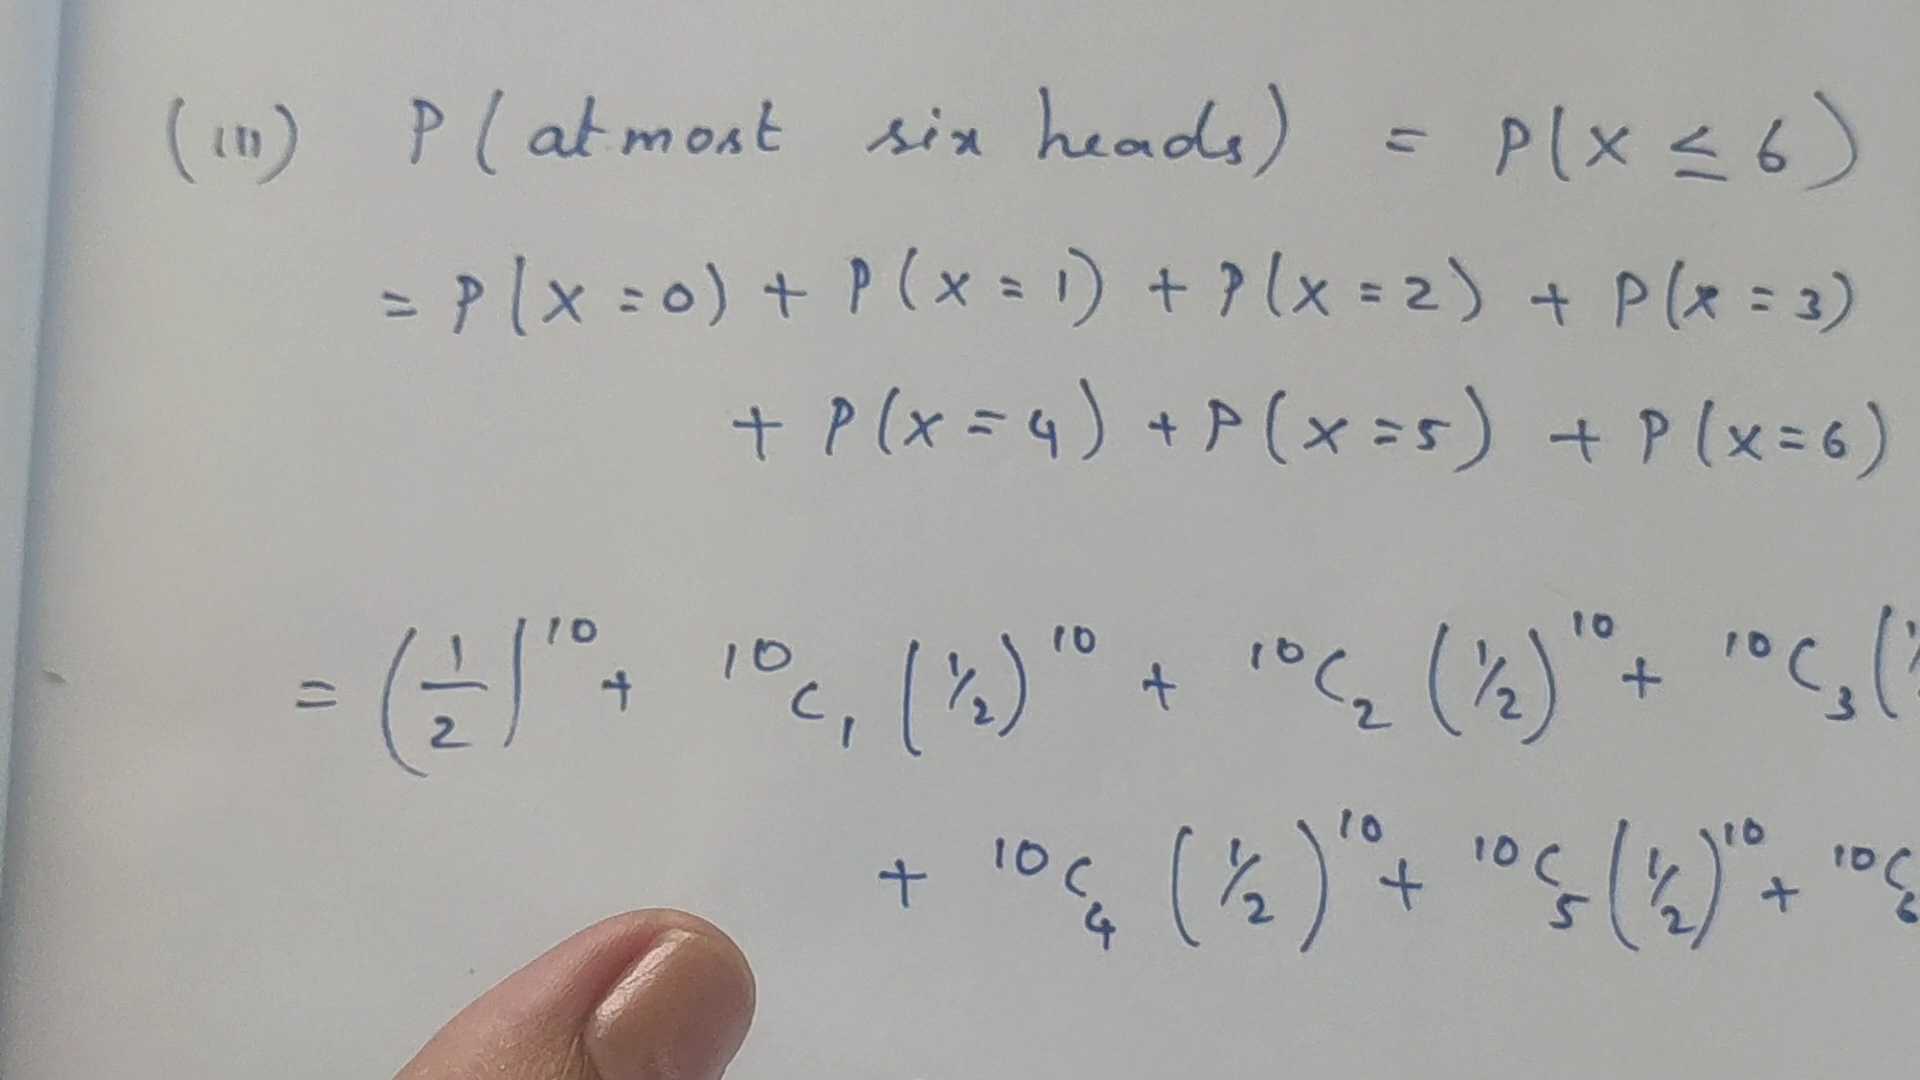 (iii) P(atmost six heads) = P(X ≤ 6)
= P(X=0) + P(X=1) + P(X=2) + P(X=3)
+ P(X=4) + P(X=5) + P(X=6)
= (1/2)¹⁰ + ¹⁰C₁ (1/2)¹⁰ + ¹⁰C₂ (1/2)¹⁰ + ¹⁰C₃ (
+ ¹⁰C₄ (1/2)¹⁰ + ¹⁰C₅ (1/2)¹⁰ + ¹⁰C₆